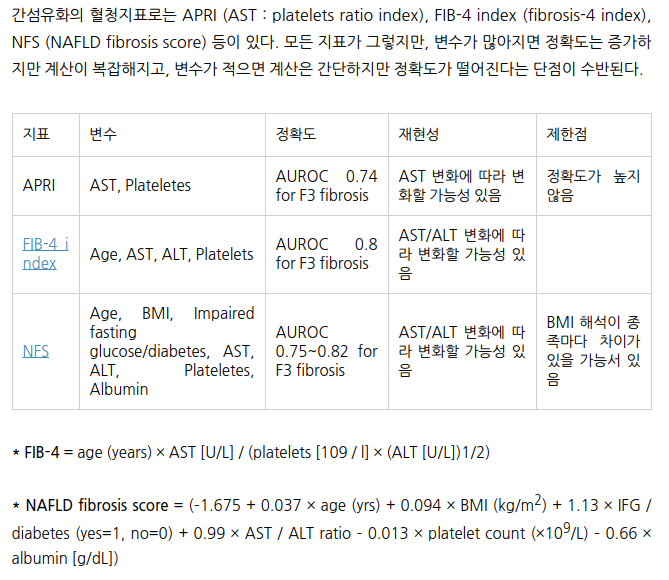 간섬유화의 혈청지표로는 APRI (AST : platelets ratio index), FIB-4 index (fibrosis-4 index),
NFS (NAFLD fibrosis score) 등이 있다. 모든 지표가 그렇지만, 변수가 많아지면 정확도는 증가하
지만 계산이 복잡해지고, 변수가 적으면 계산은 간단하지만 정확도가 떨어진다는 단점이 수반된다.
지표 변수 정확도 재현성 제한점
APRI
AST, Plateletes
AUROC 0.74
for F3 fibrosis
AST 변화에 따라 변
화할 가능성 있음
정확도가 높지
않음
FIB-4 i
ndex
Age, AST, ALT, Platelets
AUROC 0.8
for F3 fibrosis
AST/ALT 변화에 따
라 변화할 가능성 있
음
NFS
Age, BMI, Impaired
fasting
glucose/diabetes, AST,
ALT, Plateletes,
Albumin
AUROC
0.75~0.82 for
F3 fibrosis
AST/ALT 변화에 따
라 변화할 가능성 있
음
BMI 해석이 종
족마다 차이가
있을 가능서 있
음
* FIB-4 = age (years) × AST [U/L] / (platelets [109 / l] × (ALT [U/L])1/2)
* NAFLD fibrosis score = (-1.675 + 0.037 × age (yrs) + 0.094 × BMI (kg/m²) + 1.13 × IFG /
diabetes (yes=1, no=0) + 0.99 × AST / ALT ratio - 0.013 × platelet count (×10⁹/L) - 0.66 ×
albumin [g/dL])